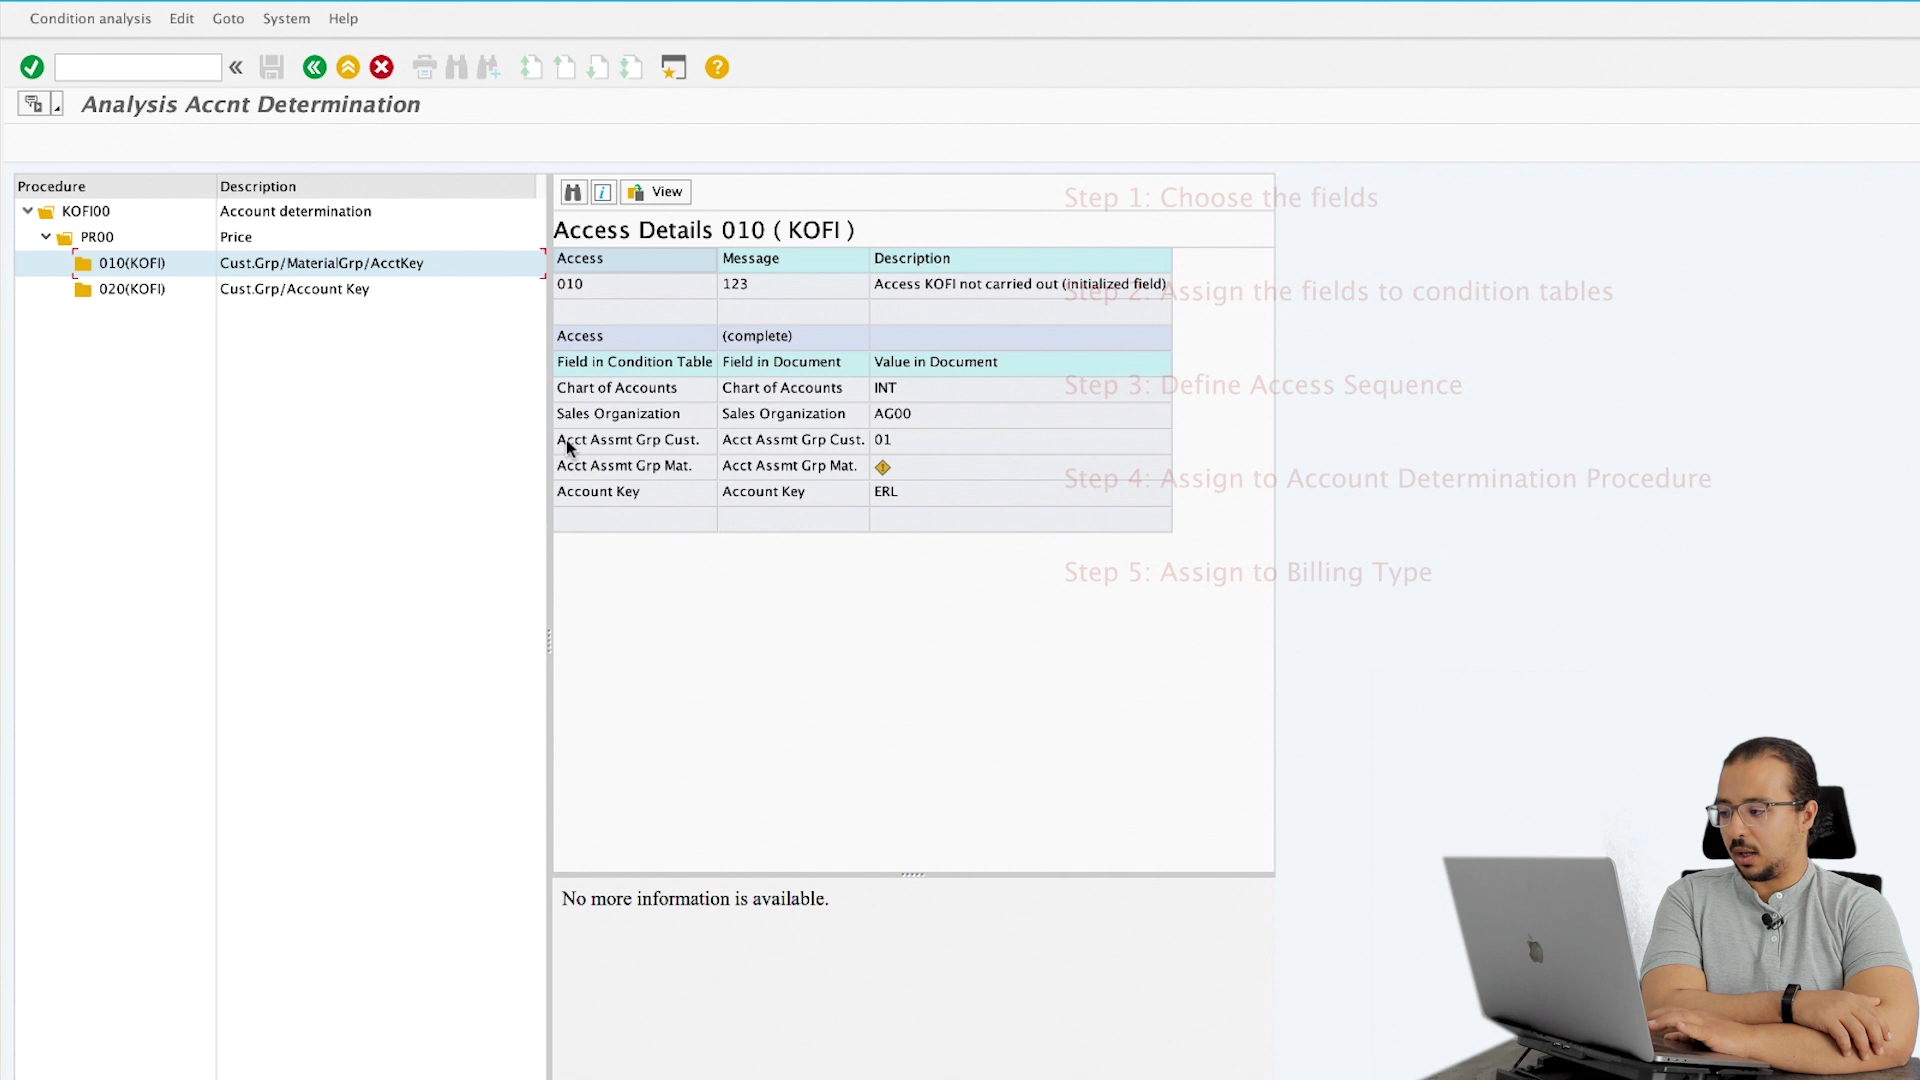 Condition analysis Edit Goto System Help
Analysis Accnt Determination
Procedure Description
KOFI00 Account determination
PR00 Price
010(KOFI) Cust.Grp/MaterialGrp/AcctKey
020(KOFI) Cust.Grp/Account Key
View
Access Details 010 ( KOFI )
Access Message Description
010 123 Access KOFI not carried out (initialized field)
Access (complete)
Field in Condition Table Field in Document Value in Document
Chart of Accounts Chart of Accounts INT
Sales Organization Sales Organization AG00
Acct Assmt Grp Cust. Acct Assmt Grp Cust. 01
Acct Assmt Grp Mat. Acct Assmt Grp Mat.
Account Key Account Key ERL
No more information is available.
Step 1: Choose the fields
Step 2: Assign the fields to condition tables
Step 3: Define Access Sequence
Step 4: Assign to Account Determination Procedure
Step 5: Assign to Billing Type